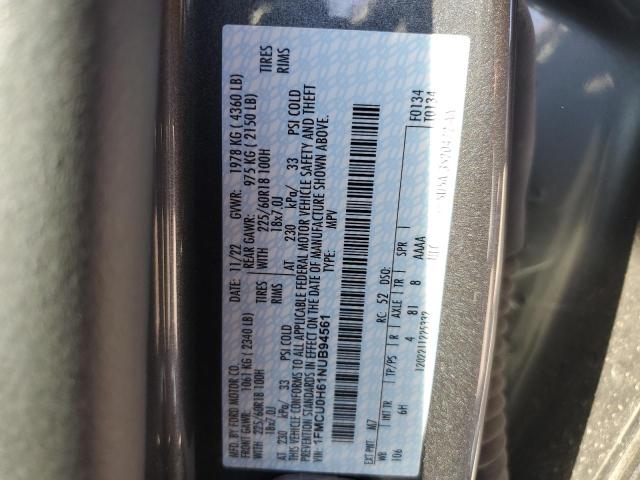 MFD. BY FORD MOTOR CO.
DATE: 11/22 GVWR: 1978 KG ( 4360 LB)
FRONT GAWR: 1061 KG ( 2340 LB) REAR GAWR: 975 KG ( 2150 LB)
WITH 225/60R18 100H TIRES WITH 225/60R18 100H TIRES
18x7.0J RIMS 18x7.0J RIMS
AT 230 kPa/ 33 PSI COLD AT 230 kPa/ 33 PSI COLD
THIS VEHICLE CONFORMS TO ALL APPLICABLE FEDERAL MOTOR VEHICLE SAFETY AND THEFT
PREVENTION STANDARDS IN EFFECT ON THE DATE OF MANUFACTURE SHOWN ABOVE.
VIN: 1FMCU0H61NUB94561 TYPE: MPV
F0134
T0134
EXT PNT: M7 RC: 52 DSO:
WB INT TR TP/PS R AXLE TR SPR
106 6H 4 81 8 AAAA
UTC